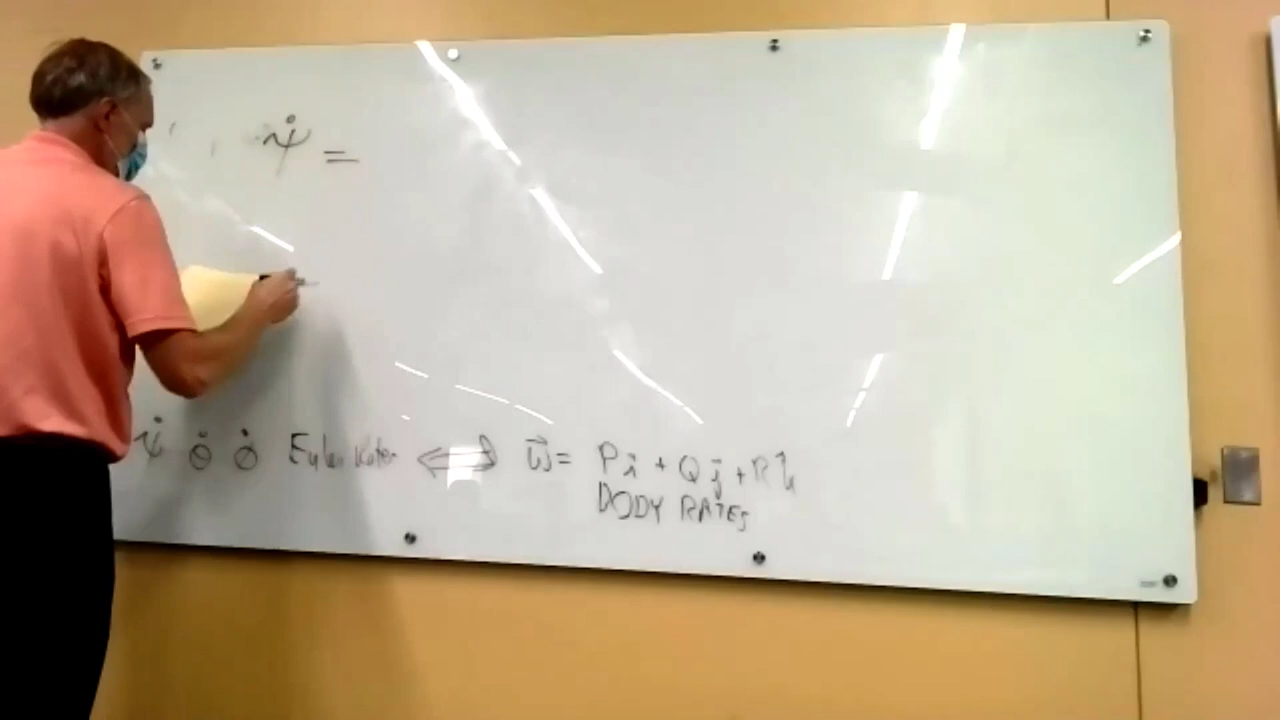 ψ̇ =
ψ̇ θ̇ φ̇ Euler Rates ⟺ ω⃗ = P i⃗ + Q j⃗ + R k⃗
BODY RATES